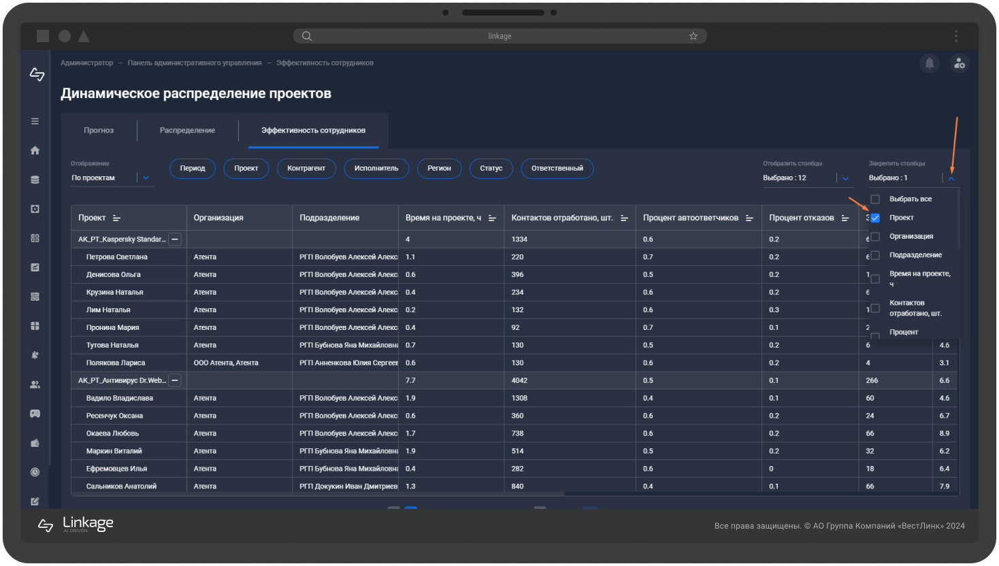 linkage
Администратор – Панель административного управления – Эффективность сотрудников
Динамическое распределение проектов
Прогноз Распределение Эффективность сотрудников
Отображение
По проектам
Период Проект Контрагент Исполнитель Регион Статус Ответственный
Отобразить столбцы
Выбрано : 12
Закрепить столбцы
Выбрано : 1
Выбрать все
Проект
Организация
Подразделение
Время на проекте,
ч
Контактов
отработано, шт.
Процент
Проект Организация Подразделение Время на проекте, ч Контактов отработано, шт. Процент автоответчиков Процент отказов
AK_PT_Kaspersky Standar... 4 1334 0.6 0.2 6
Петрова Светлана Атента РГП Волобуев Алексей Алекс 1.1 220 0.7 0.2 6
Денисова Ольга Атента РГП Волобуев Алексей Алекс 0.6 396 0.5 0.2 1
Крузина Наталья Атента РГП Волобуев Алексей Алекс 0.4 234 0.6 0.2 6
Лим Наталья Атента РГП Волобуев Алексей Алекс 0.2 132 0.6 0.3 1
Пронина Мария Атента РГП Волобуев Алексей Алекс 0.4 92 0.7 0.1 2
Тутова Наталья Атента РГП Бубнова Яна Михайловна 0.7 130 0.5 0.2 6 4.6
Полякова Лариса ООО Атента, Атента РГП Анненкова Юлия Сергеев 0.6 130 0.6 0.2 4 3.1
AK_PT_Антивирус Dr.Web... 7.7 4042 0.5 0.1 266 6.6
Вадило Владислава Атента РГП Волобуев Алексей Алекс 1.9 1308 0.4 0.1 60 4.6
Ресенчук Оксана Атента РГП Волобуев Алексей Алекс 0.6 360 0.6 0.2 24 6.7
Окаева Любовь Атента РГП Волобуев Алексей Алекс 1.7 738 0.6 0.2 66 8.9
Маркин Виталий Атента РГП Бубнова Яна Михайловна 1.9 514 0.5 0.2 32 6.2
Ефремовцев Илья Атента РГП Бубнова Яна Михайловна 0.4 282 0.6 0 18 6.4
Сальников Анатолий Атента РГП Докукин Иван Дмитриев 1.3 840 0.4 0.1 66 7.9
Linkage
AI DRIVEN
Все права защищены. © АО Группа Компаний «ВестЛинк» 2024